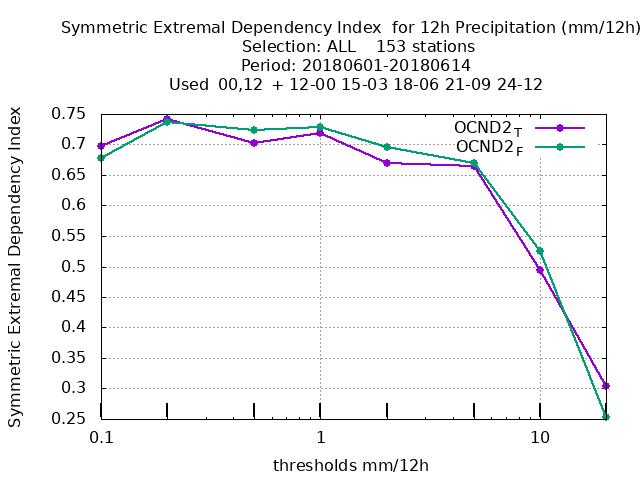 Symmetric Extremal Dependency Index  for 12h Precipitation (mm/12h)
Selection: ALL    153 stations
Period: 20180601-20180614
Used  00,12  + 12-00 15-03 18-06 21-09 24-12
Symmetric Extremal Dependency Index
0.75
0.7
0.65
0.6
0.55
0.5
0.45
0.4
0.35
0.3
0.25
OCND2T
OCND2F
0.1 1 10
thresholds mm/12h